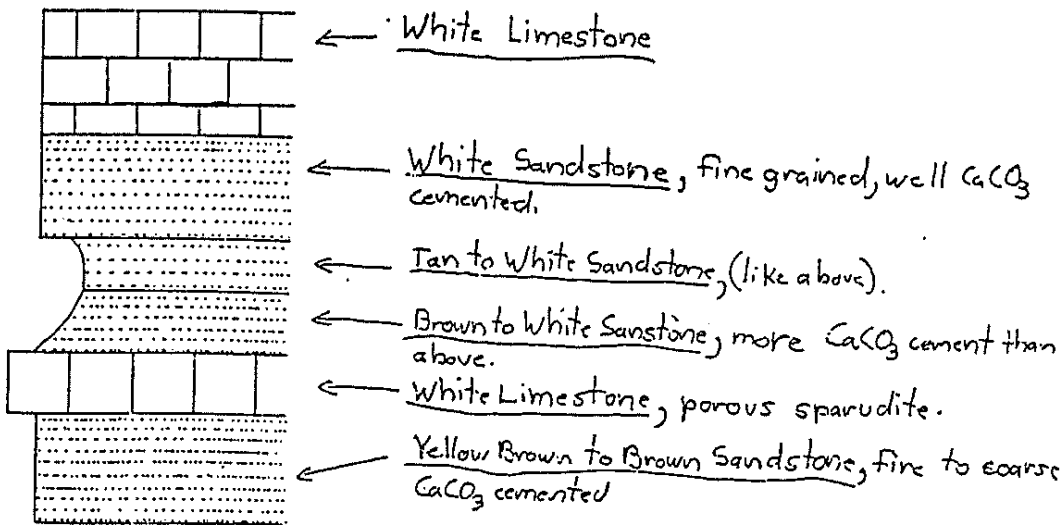 White Limestone
White Sandstone, fine grained, well CaCO₃
cemented.
Tan to White Sandstone, (like above).
Brown to White Sanstone, more CaCO₃ cement than
above.
White Limestone, porous sparudite.
Yellow Brown to Brown Sandstone, fine to coarse
CaCO₃ cemented